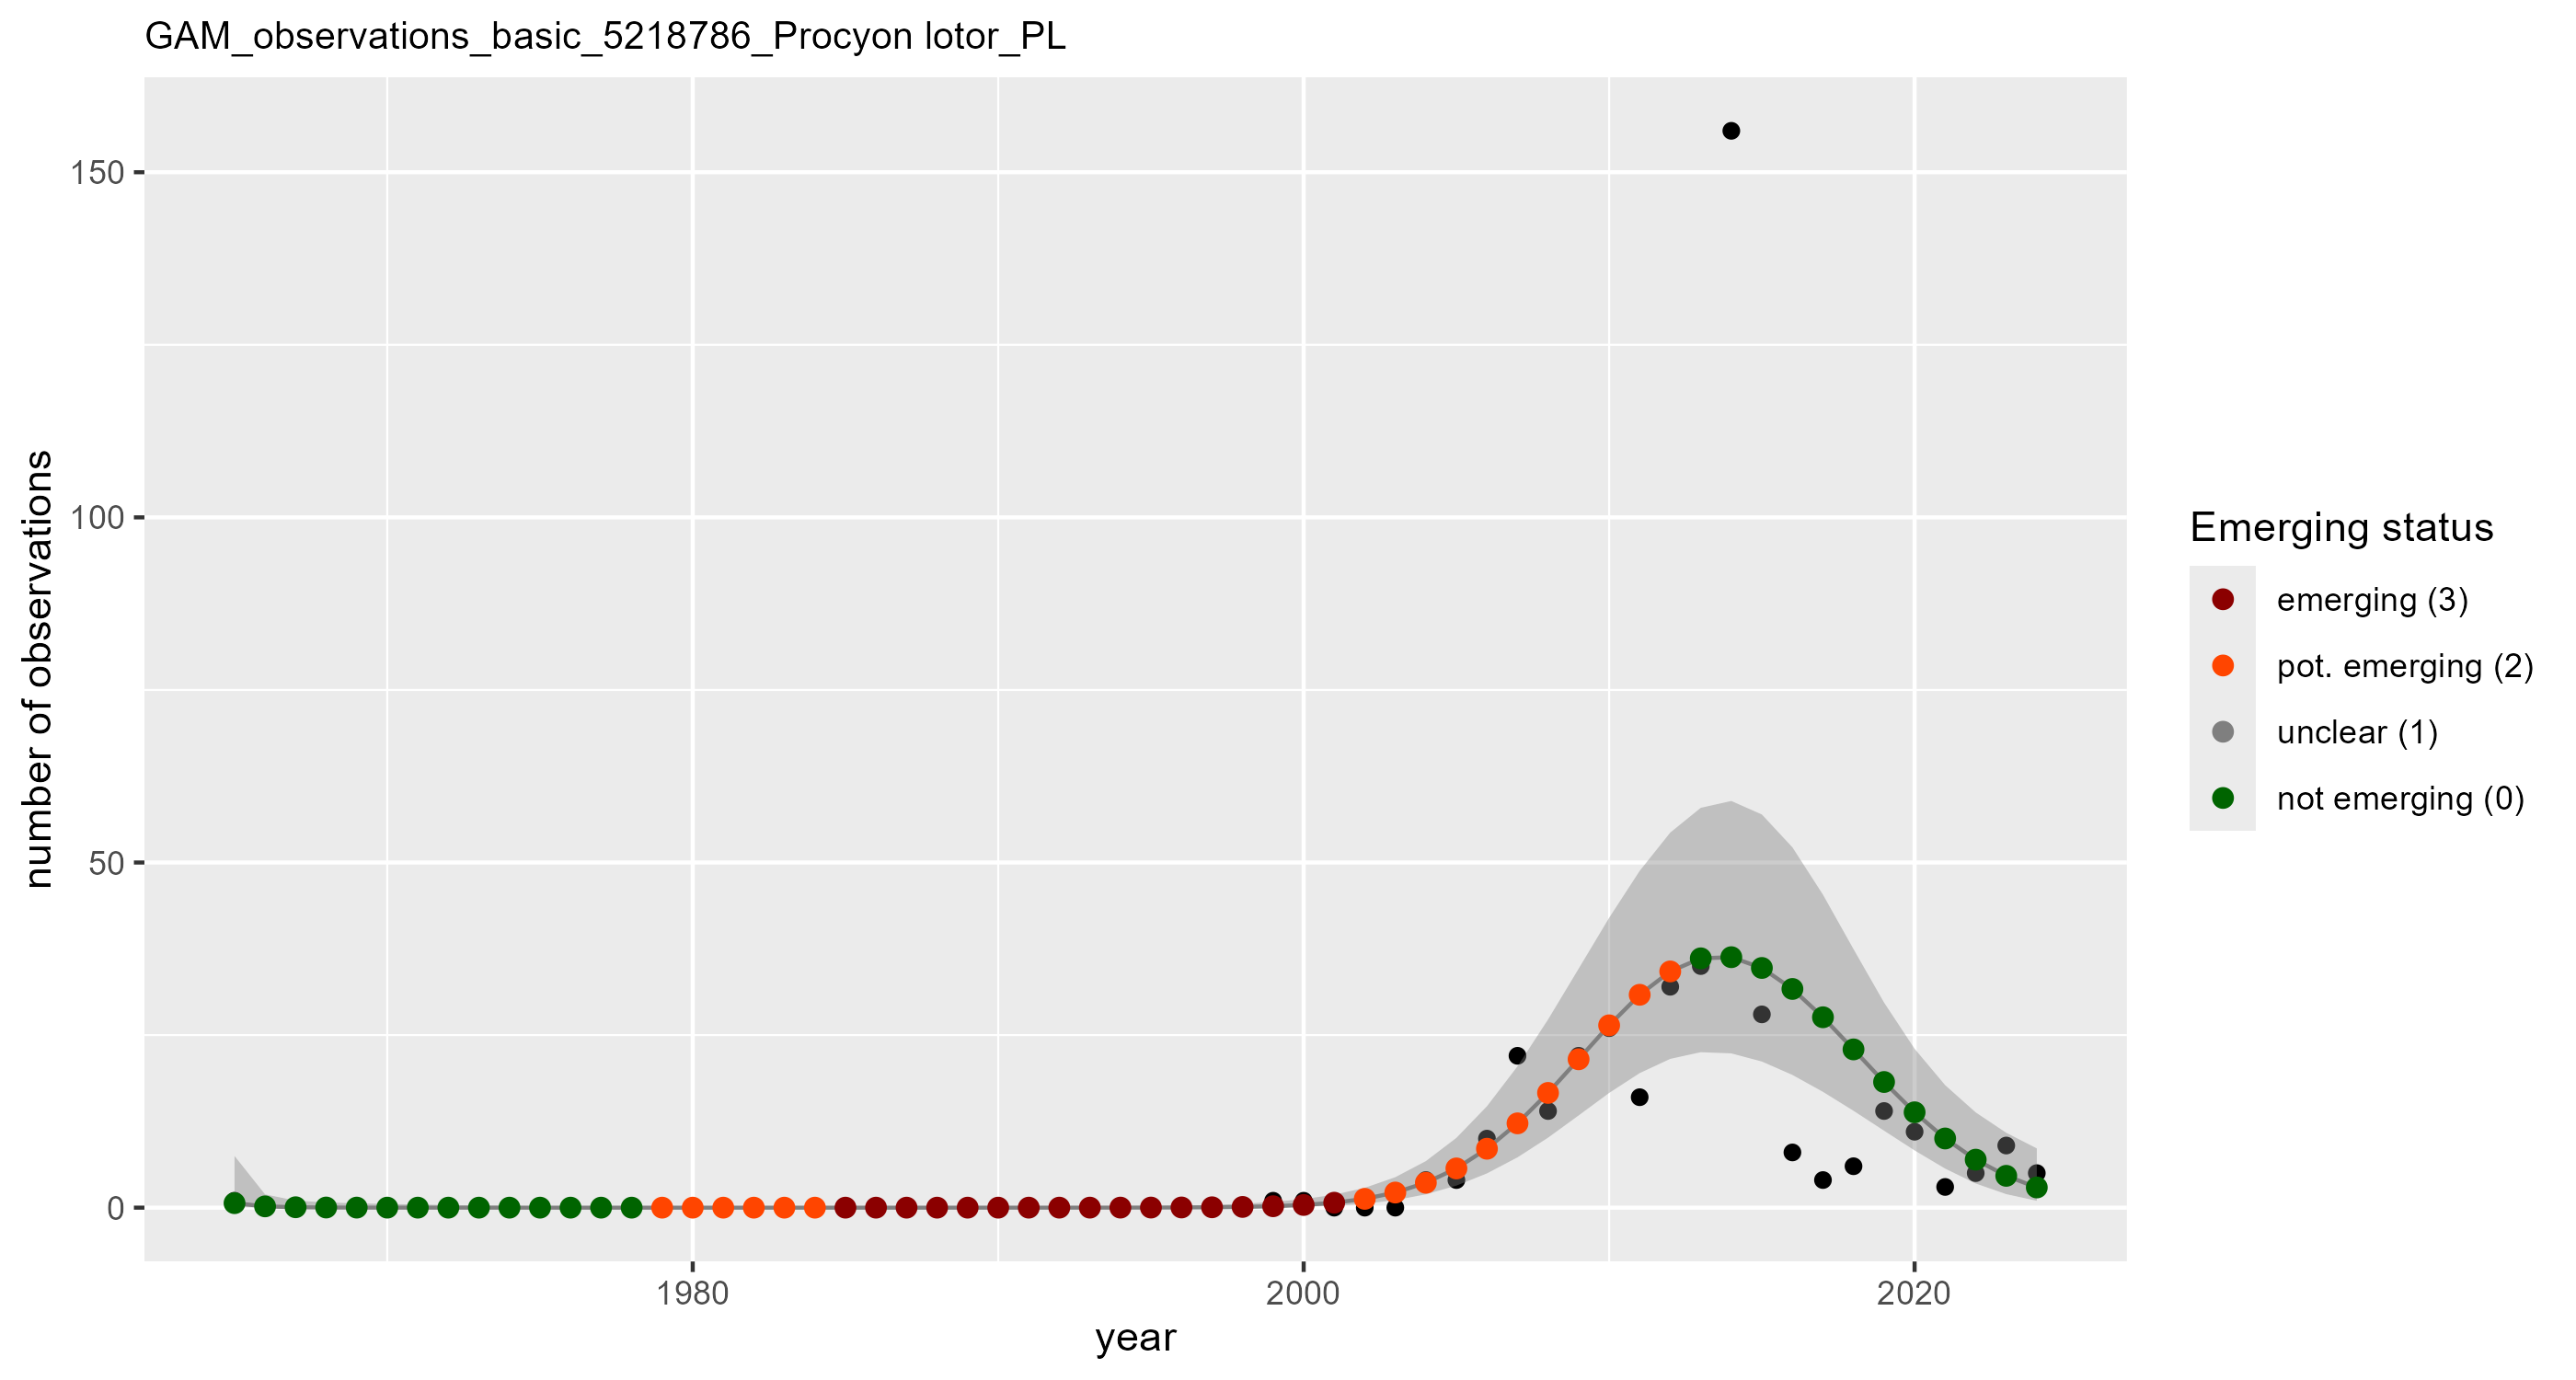 GAM_observations_basic_5218786_Procyon lotor_PL
number of observations
150
100
50
0
1980
2000
2020
year
Emerging status
emerging (3)
pot. emerging (2)
unclear (1)
not emerging (0)